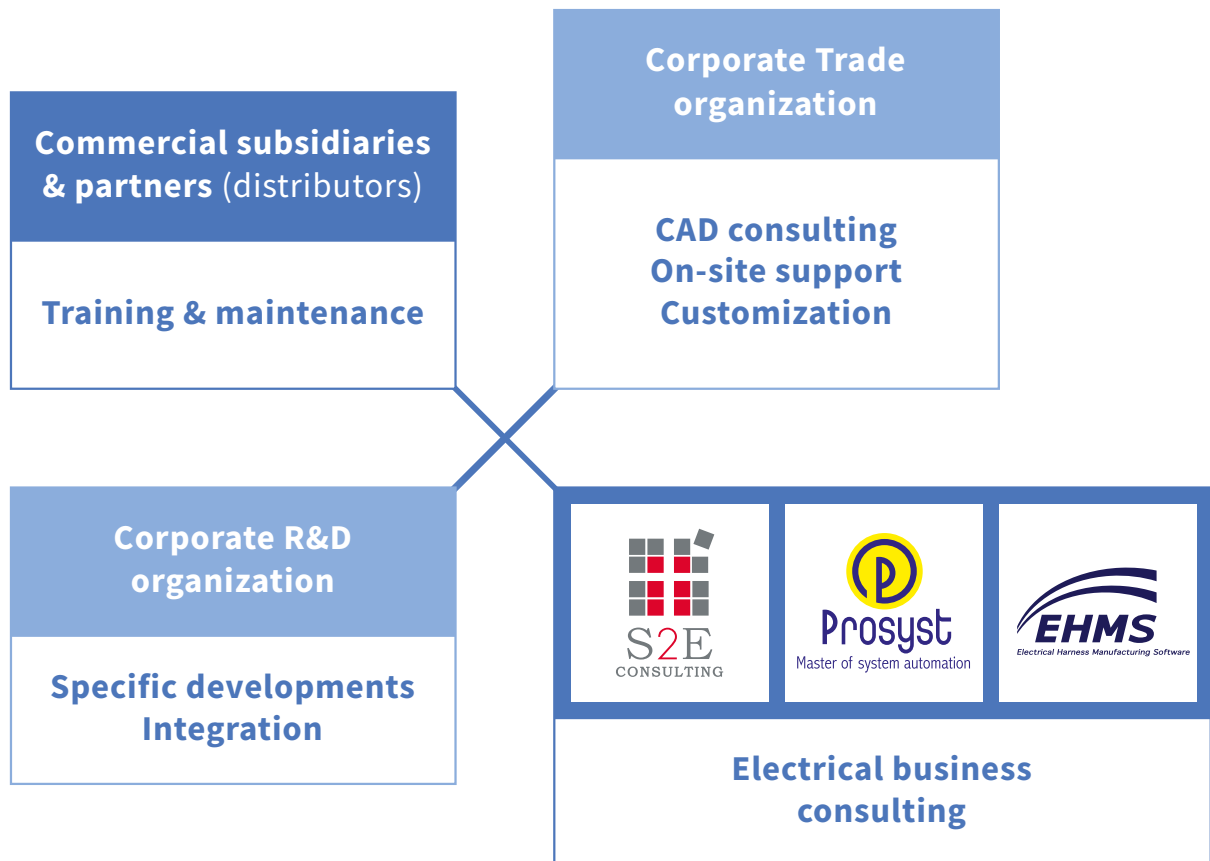 Commercial subsidiaries
& partners (distributors)
Training & maintenance
Corporate Trade
organization
CAD consulting
On-site support
Customization
Corporate R&D
organization
Specific developments
Integration
S2E
CONSULTING
Prosyst
Master of system automation
EHMS
Electrical Harness Manufacturing Software
Electrical business
consulting